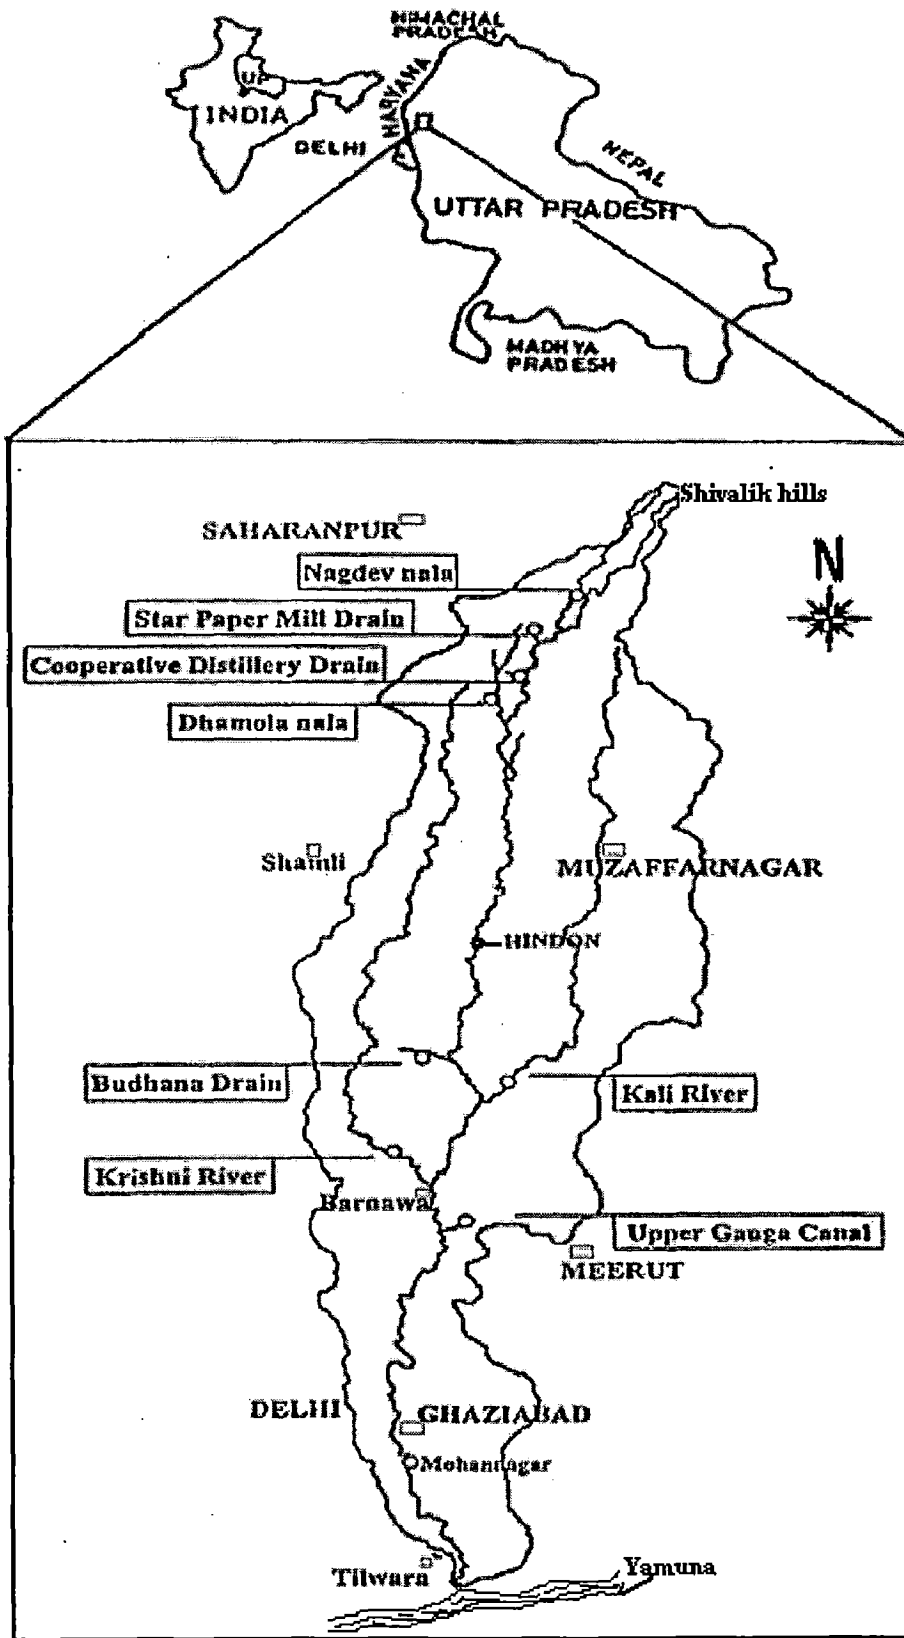 HIMACHAL
PRADESH
UP
INDIA
HARYANA
DELHI
NEPAL
UTTAR PRADESH
MADHYA
PRADESH
Shivalik hills
SAHARANPUR
N
Nagdev nala
Star Paper Mill Drain
Cooperative Distillery Drain
Dhamola nala
Shamli
MUZAFFARNAGAR
HINDON
Budhana Drain
Kali River
Krishni River
Barnawa
Upper Ganga Canal
MEERUT
DELHI
GHAZIABAD
Mohannagar
Yamuna
Tilwara